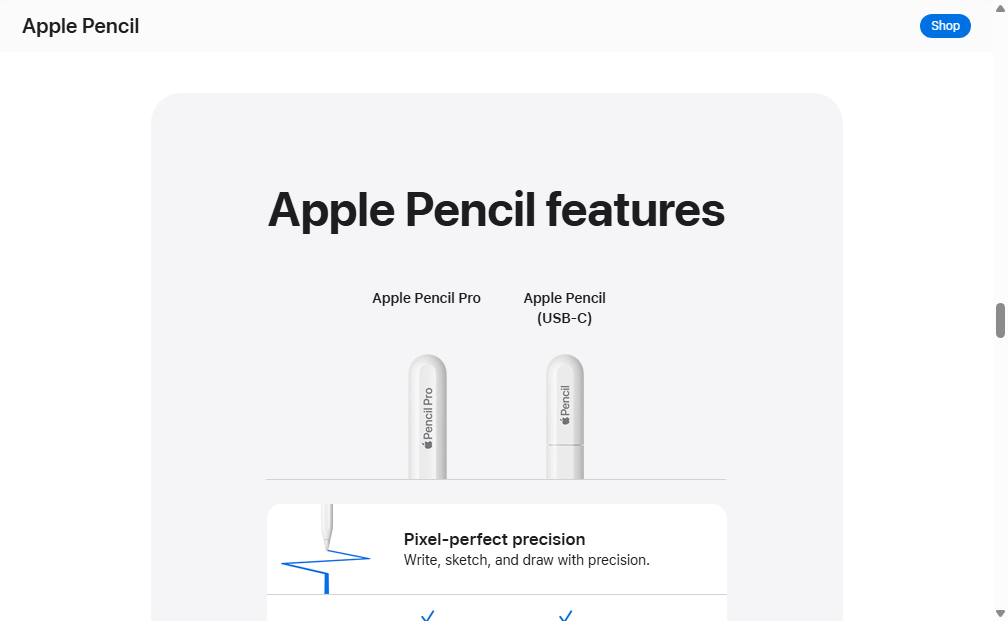 Apple Pencil
Shop
Apple Pencil features
Apple Pencil Pro
Apple Pencil
(USB-C)
Pencil Pro
Pencil
Pixel-perfect precision
Write, sketch, and draw with precision.